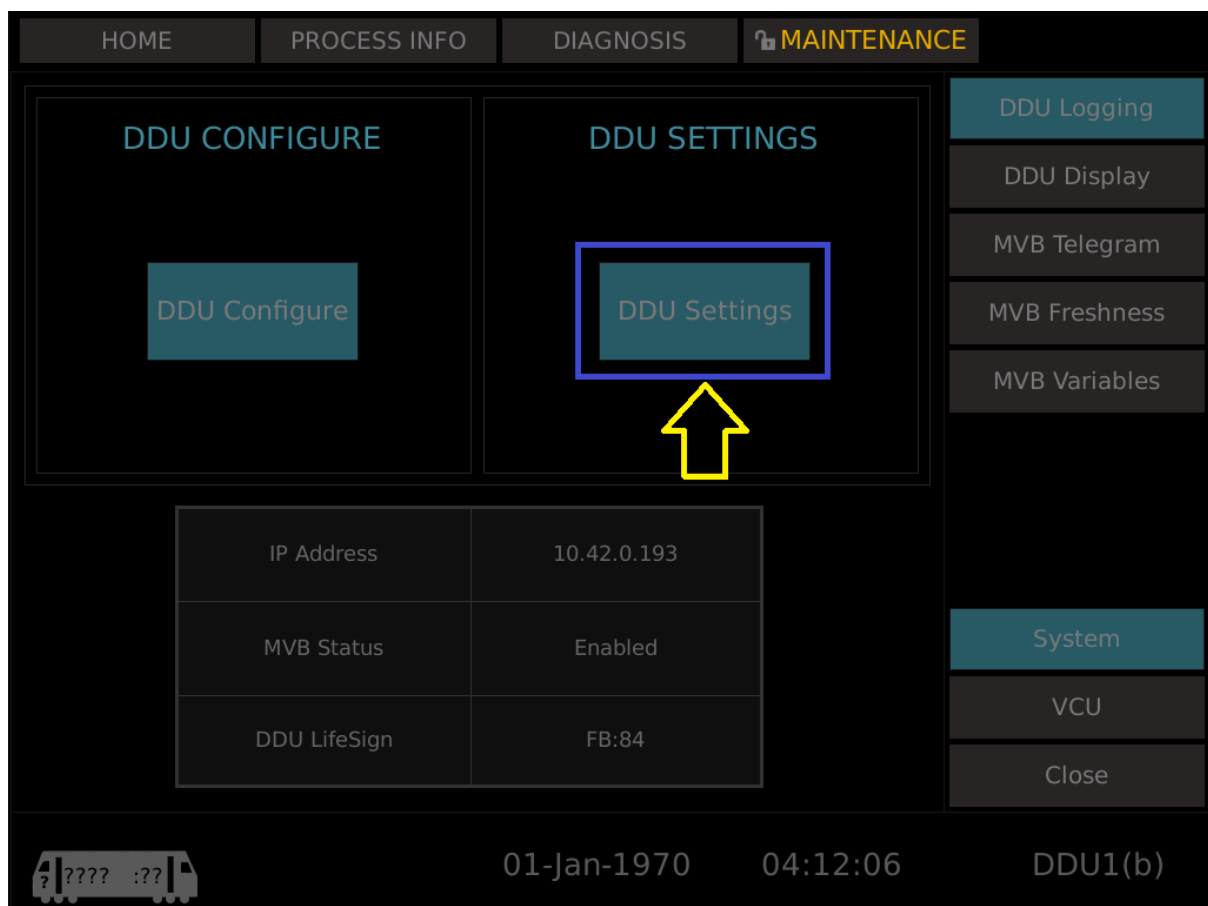 HOME PROCESS INFO DIAGNOSIS MAINTENANCE
DDU CONFIGURE DDU SETTINGS
DDU Configure DDU Settings
DDU Logging
DDU Display
MVB Telegram
MVB Freshness
MVB Variables
IP Address 10.42.0.193
MVB Status Enabled
DDU LifeSign FB:84
System
VCU
Close
? ???? :?? 01-Jan-1970 04:12:06 DDU1(b)